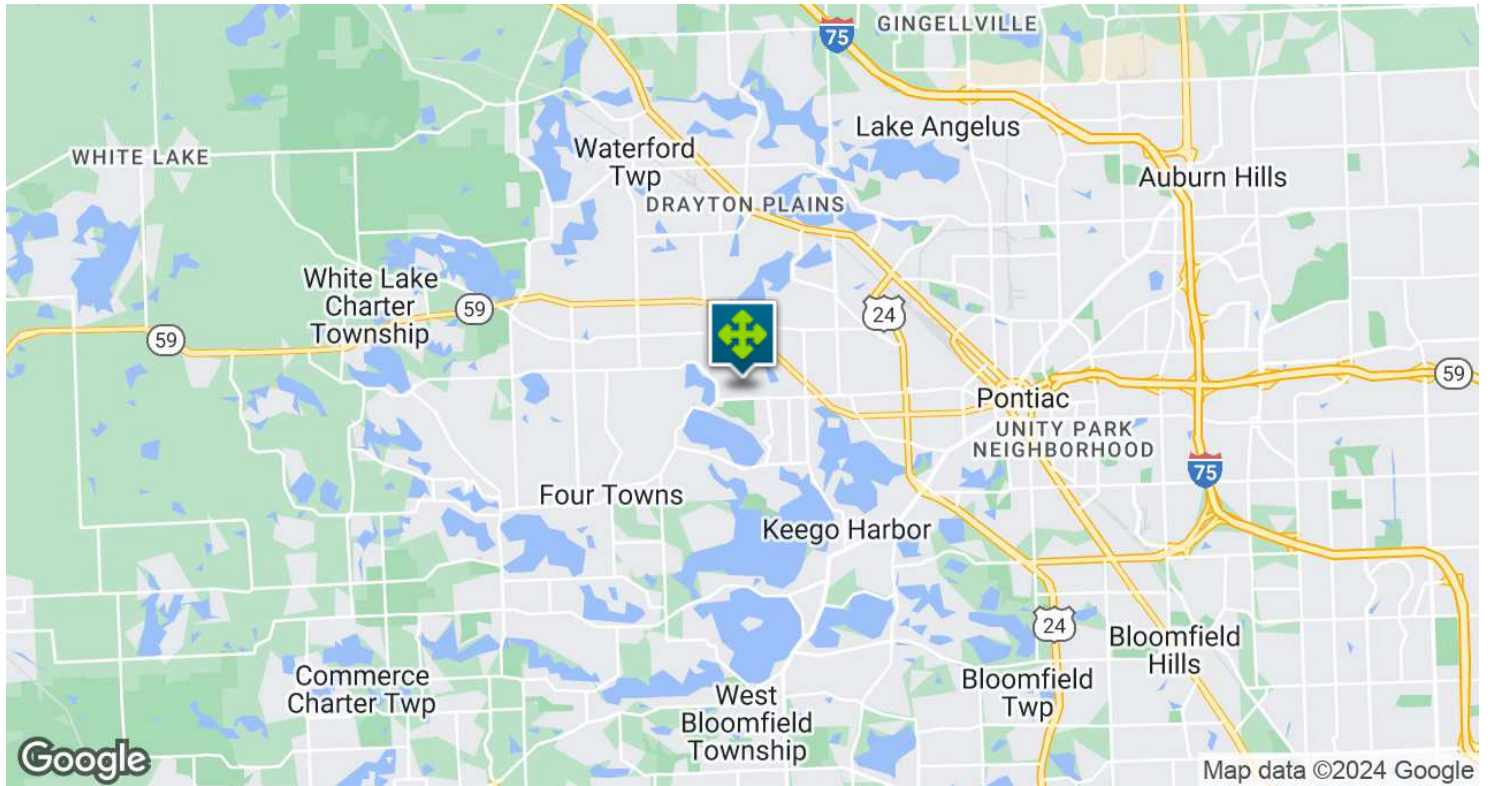 GINGELLVILLE
75
Lake Angelus
Waterford
Twp
WHITE LAKE
Auburn Hills
DRAYTON PLAINS
White Lake
Charter
Township
59
24
59
59
Pontiac
UNITY PARK
NEIGHBORHOOD
75
Four Towns
Keego Harbor
24
Bloomfield
Hills
Commerce
Charter Twp
Bloomfield
Twp
West
Bloomfield
Township
Google
Map data ©2024 Google